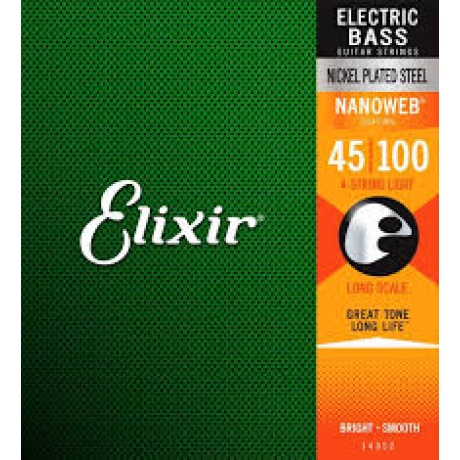 ELECTRIC
BASS
GUITAR STRINGS
NICKEL PLATED STEEL
NANOWEB®
45 100
4-STRING LIGHT
Elixir®
LONG SCALE
GREAT TONE
LONG LIFE™
BRIGHT - SMOOTH
14052